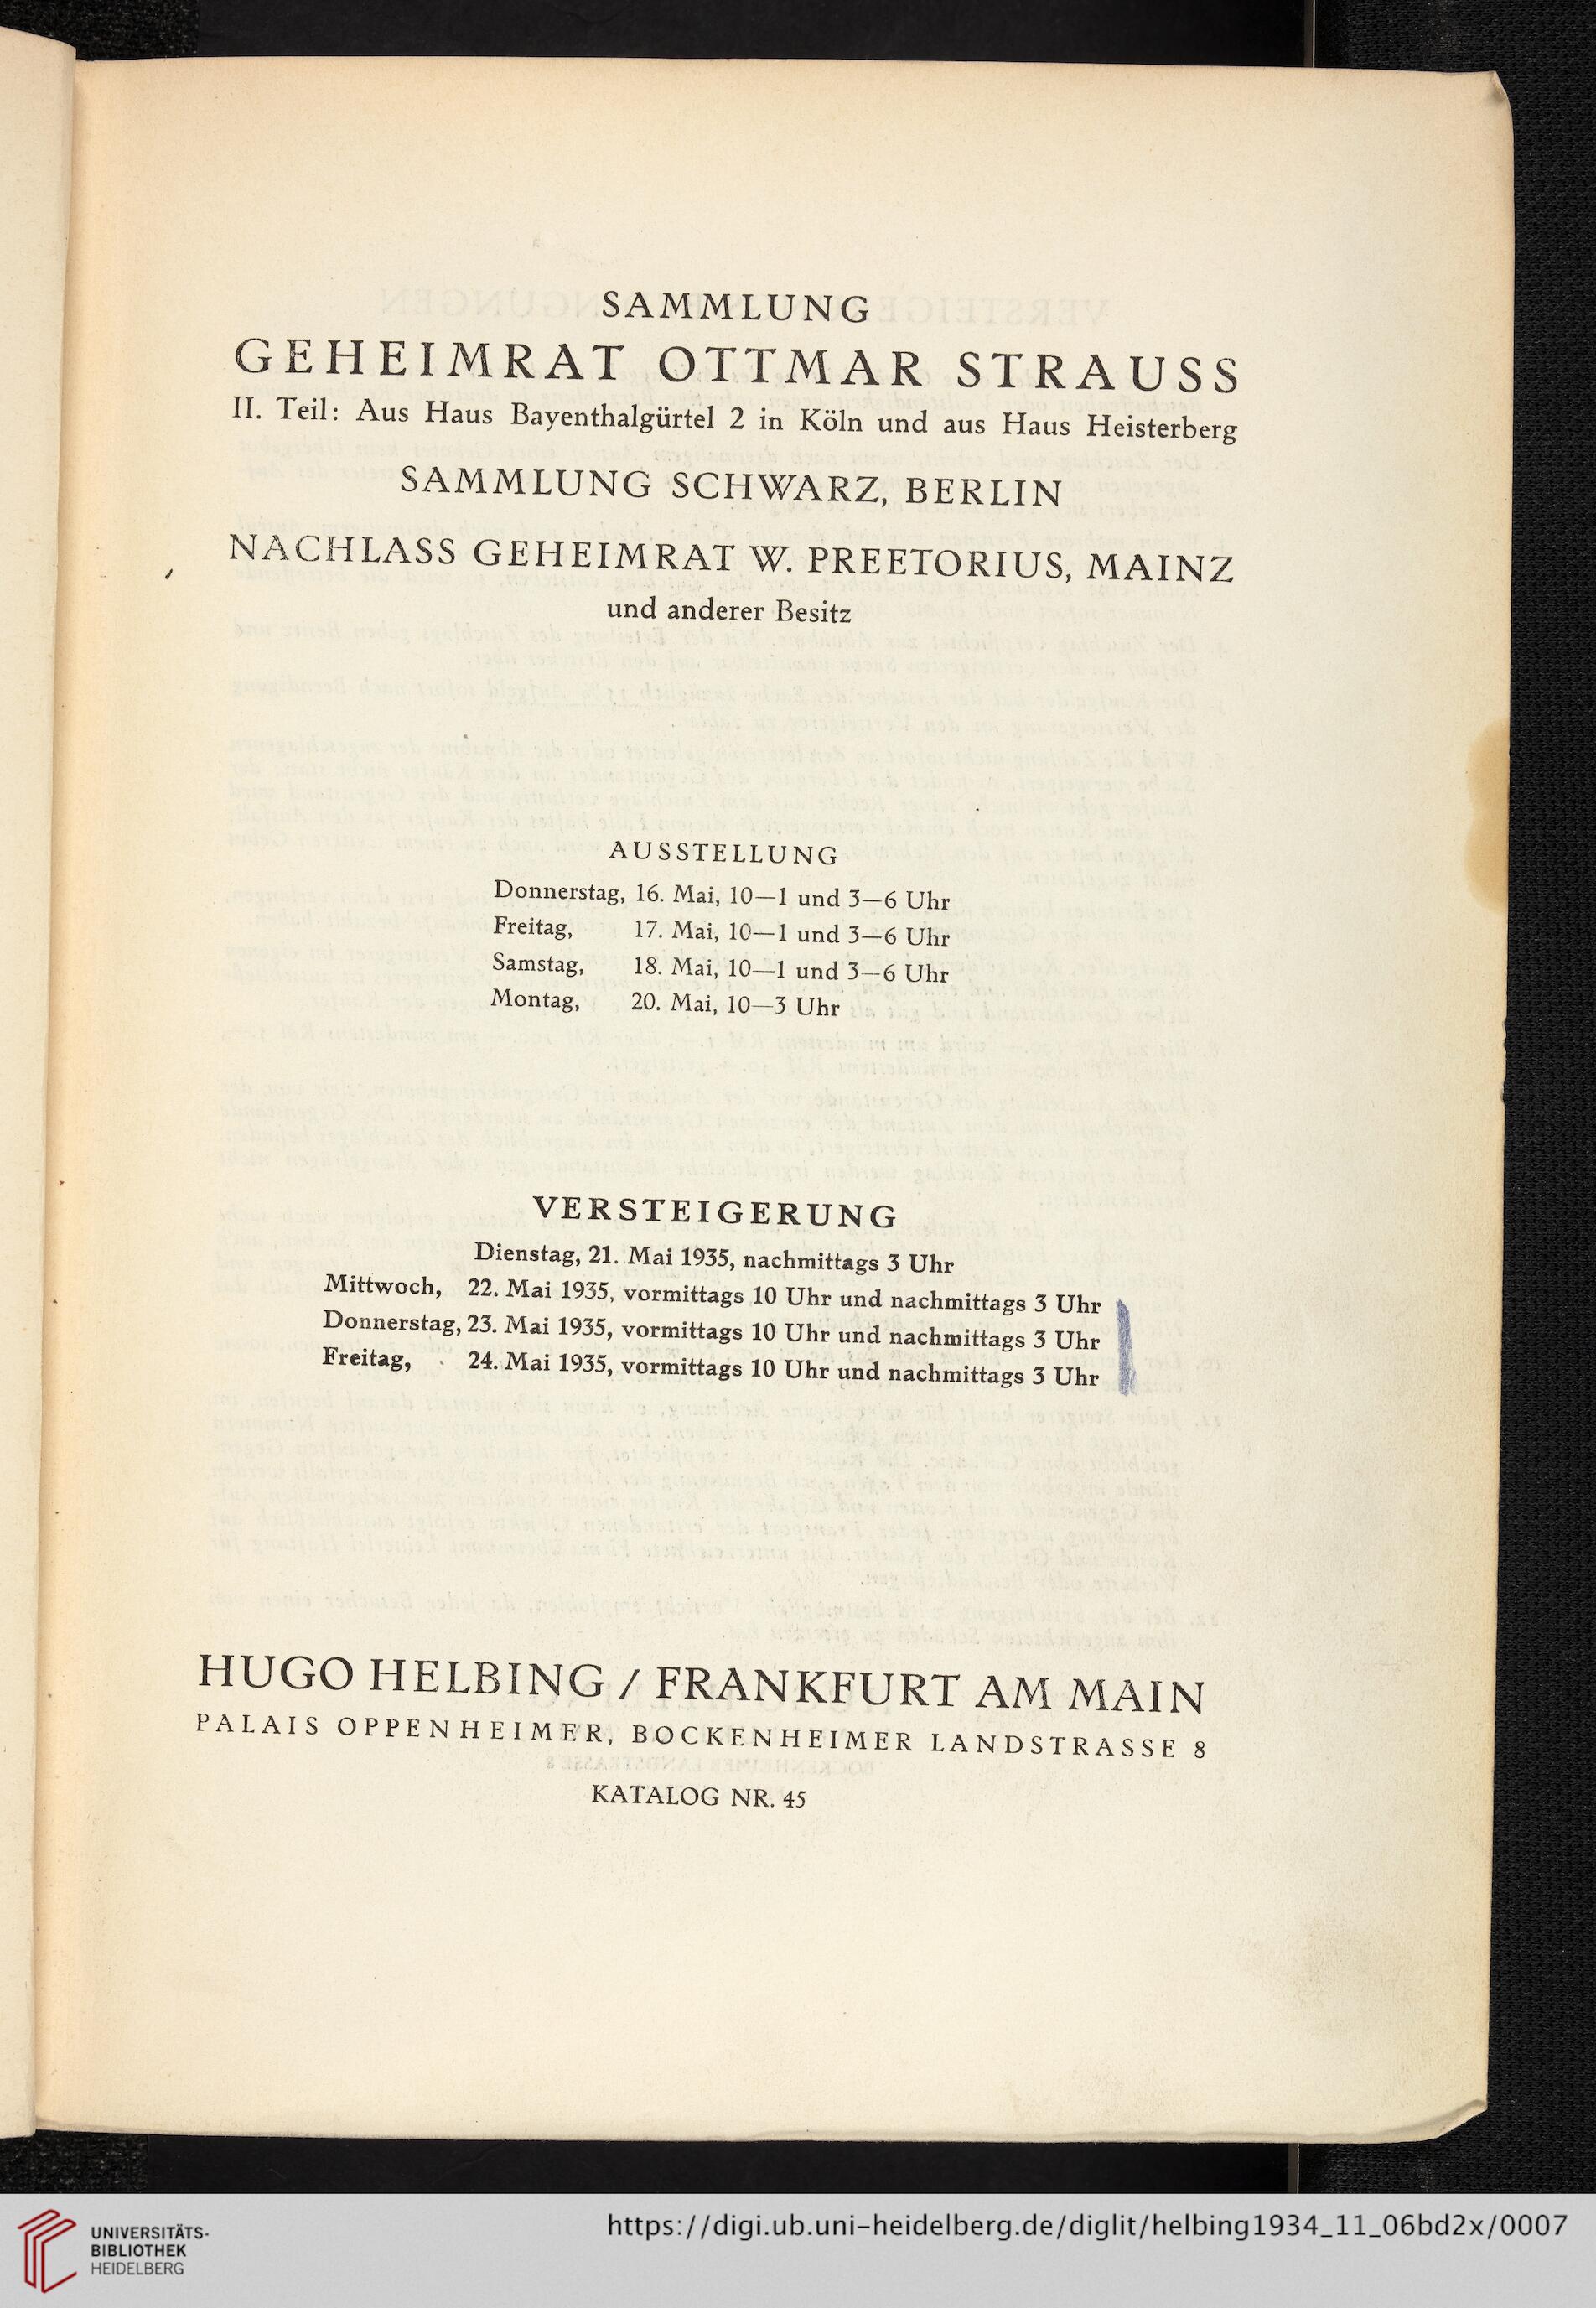 SAMMLUNG
GEHEIMRAT OTTMAR STRAUSS
II. Teil: Aus Haus Bayenthalgürtel 2 in Köln und aus Haus Heisterberg
SAMMLUNG SCHWARZ, BERLIN
NACHLASS GEHEIMRAT W. PREETORIUS, MAINZ
und anderer Besitz
AUSSTELLUNG
Donnerstag, 16. Mai, 10—1 und 3—6 Uhr
Freitag, 17. Mai, 10—1 und 3—6 Uhr
Samstag, 18. Mai, 10—1 und 3—6 Uhr
Montag, 20. Mai, 10—3 Uhr
VERSTEIGERUNG
Dienstag, 21. Mai 1935, nachmittags 3 Uhr
Mittwoch, 22. Mai 1935, vormittags 10 Uhr und nachmittags 3 Uhr
Donnerstag, 23. Mai 1935, vormittags 10 Uhr und nachmittags 3 Uhr
Freitag, 24. Mai 1935, vormittags 10 Uhr und nachmittags 3 Uhr
HUGO HELBING / FRANKFURT AM MAIN
PALAIS OPPENHEIMER, BOCKENHEIMER LANDSTRASSE 8
KATALOG NR. 45
UNIVERSITÄTS-
BIBLIOTHEK
HEIDELBERG
https://digi.ub.uni-heidelberg.de/diglit/helbing1934_11_06bd2x/0007